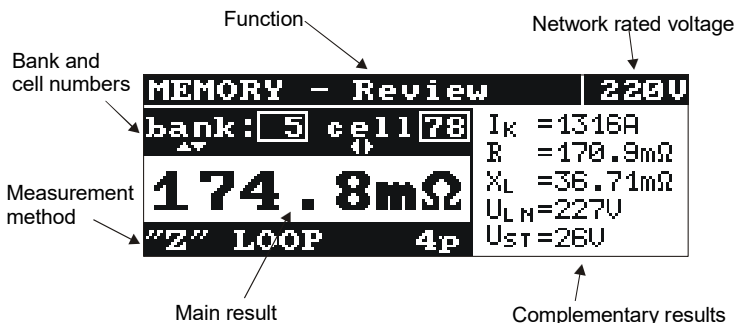 Function
Network rated voltage
Bank and
cell numbers
MEMORY - Review 220V
bank: 5 cell 78
174.8mΩ
"Z" LOOP 4p
IK =1316A
R =170.9mΩ
XL =36.71mΩ
ULN=227V
UST=26V
Measurement
method
Main result
Complementary results